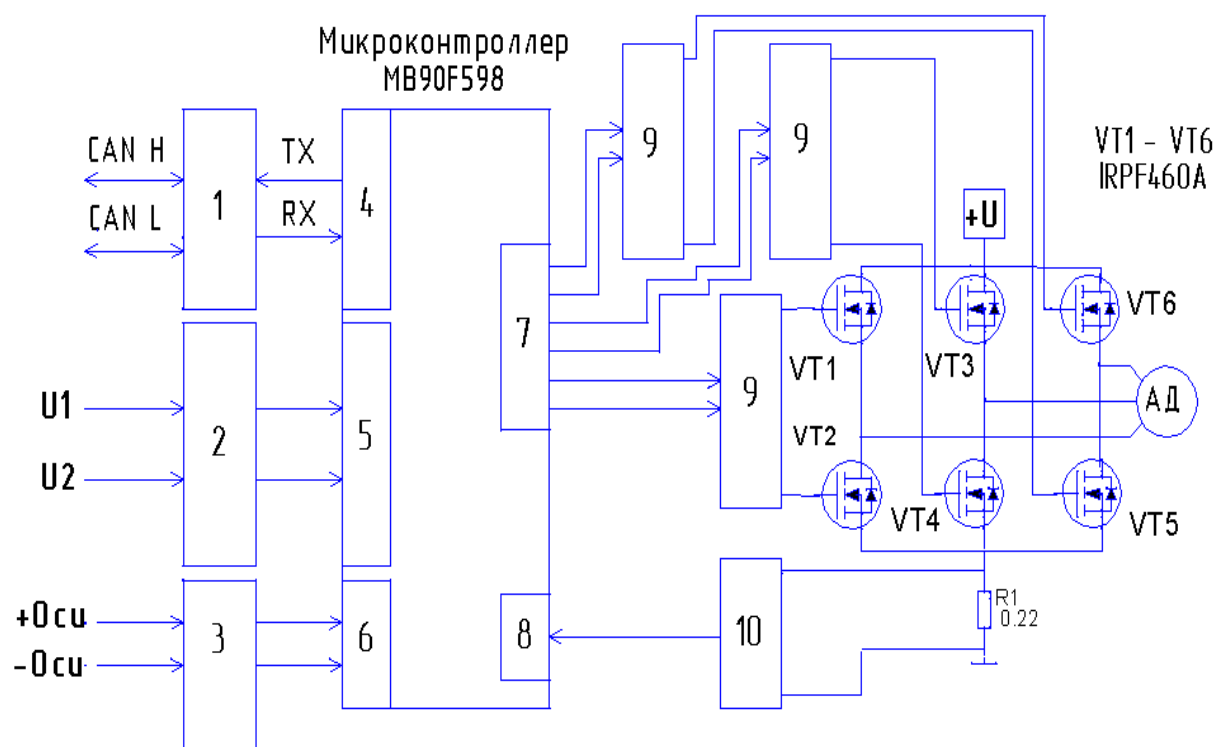 Микроконтроллер
MB90F598
CAN H
CAN L
TX
RX
1
4
9
9
VT1 - VT6
IRPF460A
+U
7
9
VT1
VT3
VT6
АД
U1
U2
2
5
VT2
VT4
VT5
+Оси
-Оси
3
6
8
10
R1
0.22